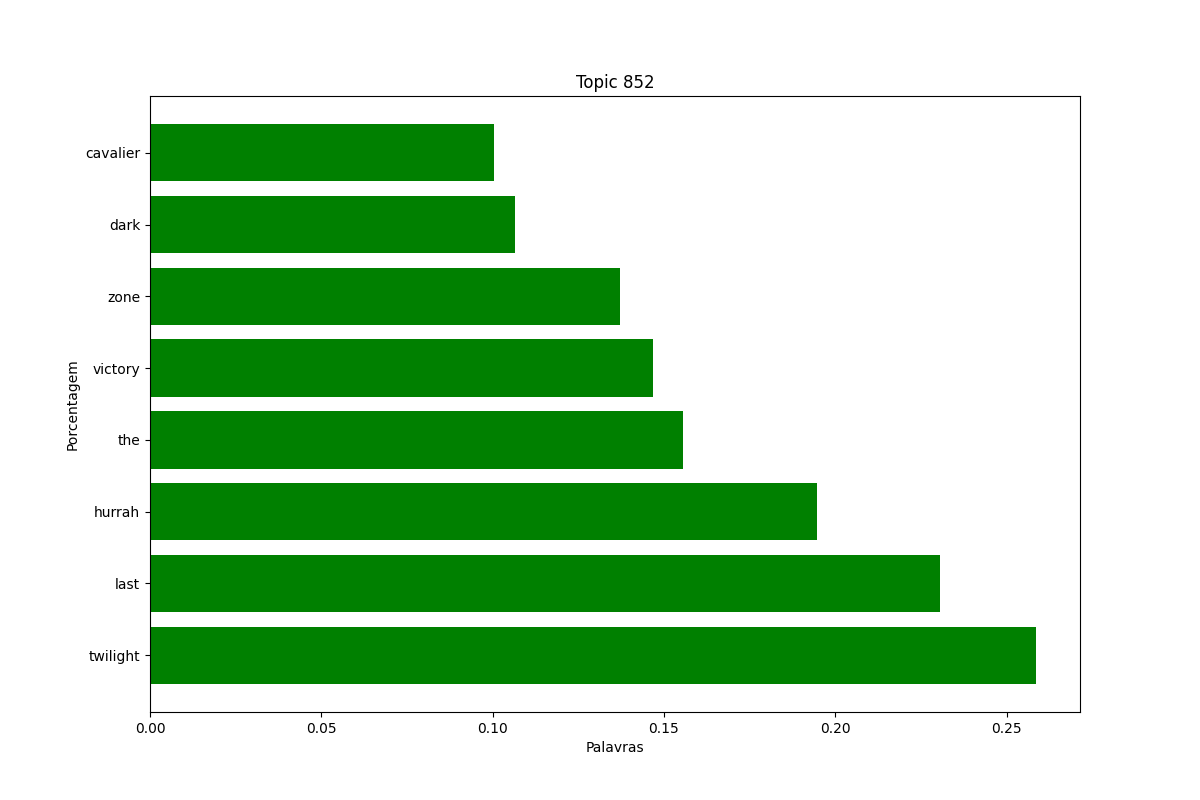 Topic 852
cavalier
dark
zone
victory
the
hurrah
last
twilight
Porcentagem
0.00 0.05 0.10 0.15 0.20 0.25
Palavras